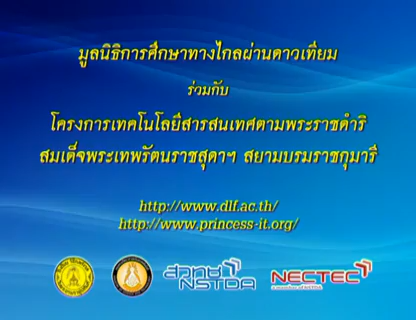 มูลนิธิการศึกษาทางไกลผ่านดาวเทียม
ร่วมกับ
โครงการเทคโนโลยีสารสนเทศตามพระราชดำริ
สมเด็จพระเทพรัตนราชสุดาฯ สยามบรมราชกุมารี
http://www.dlf.ac.th/
http://www.princess-it.org/
สวทช
NSTDA
NECTEC
a member of NSTDA